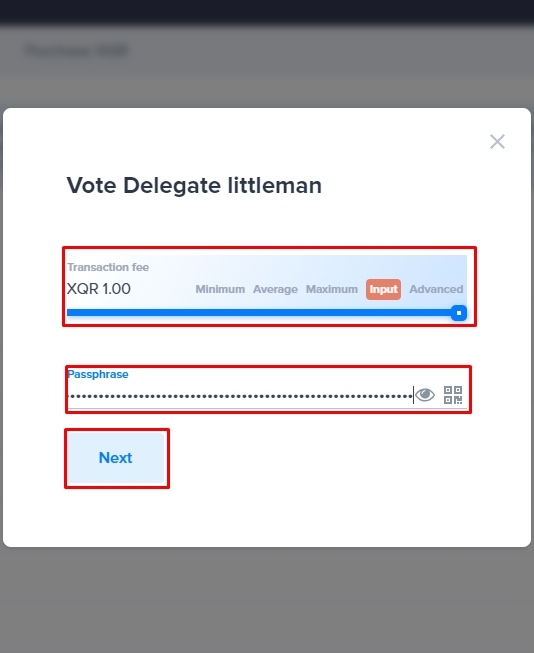 Purchase XQR
Vote Delegate littleman
Transaction fee
XQR 1.00 Minimum Average Maximum Input Advanced
Passphrase
Next